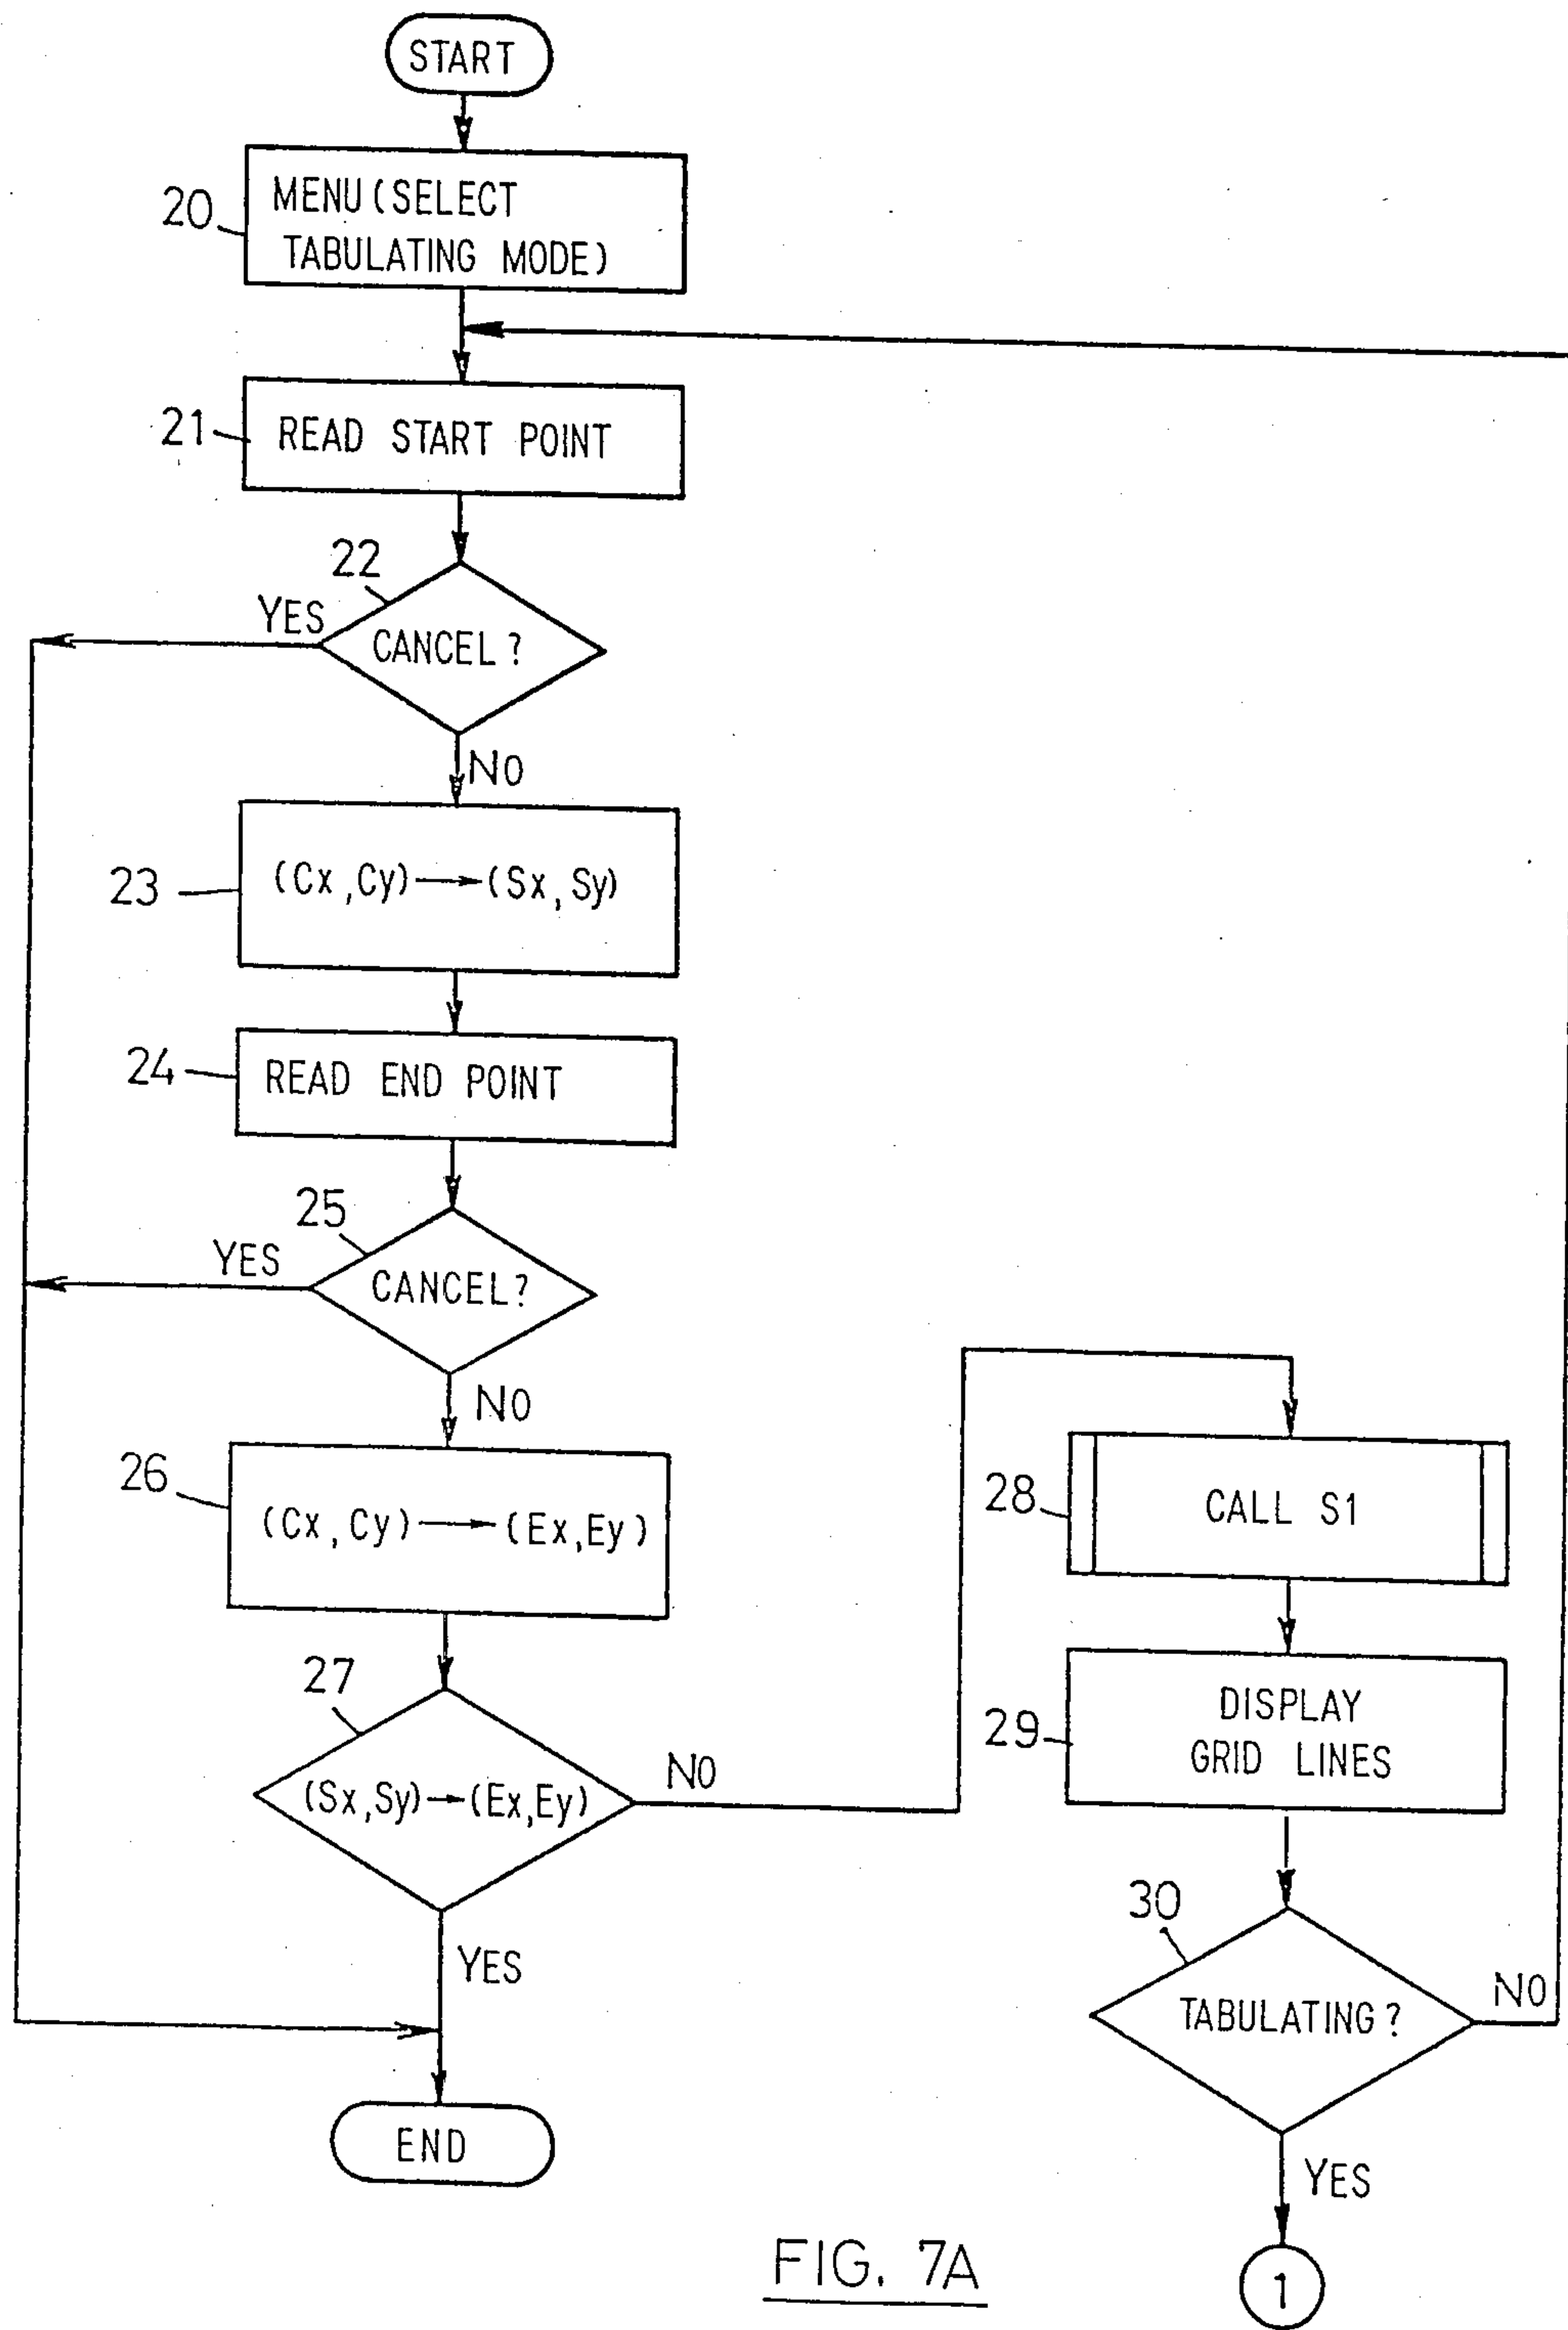 START
20
MENU (SELECT
TABULATING MODE)
21
READ START POINT
22
YES
CANCEL?
NO
23
(Cx, Cy) → (Sx, Sy)
24
READ END POINT
25
YES
CANCEL?
NO
26
(Cx, Cy) → (Ex, Ey)
27
(Sx, Sy) → (Ex, Ey)
NO
YES
END
28
CALL S1
29
DISPLAY
GRID LINES
30
TABULATING?
NO
YES
1
FIG. 7A